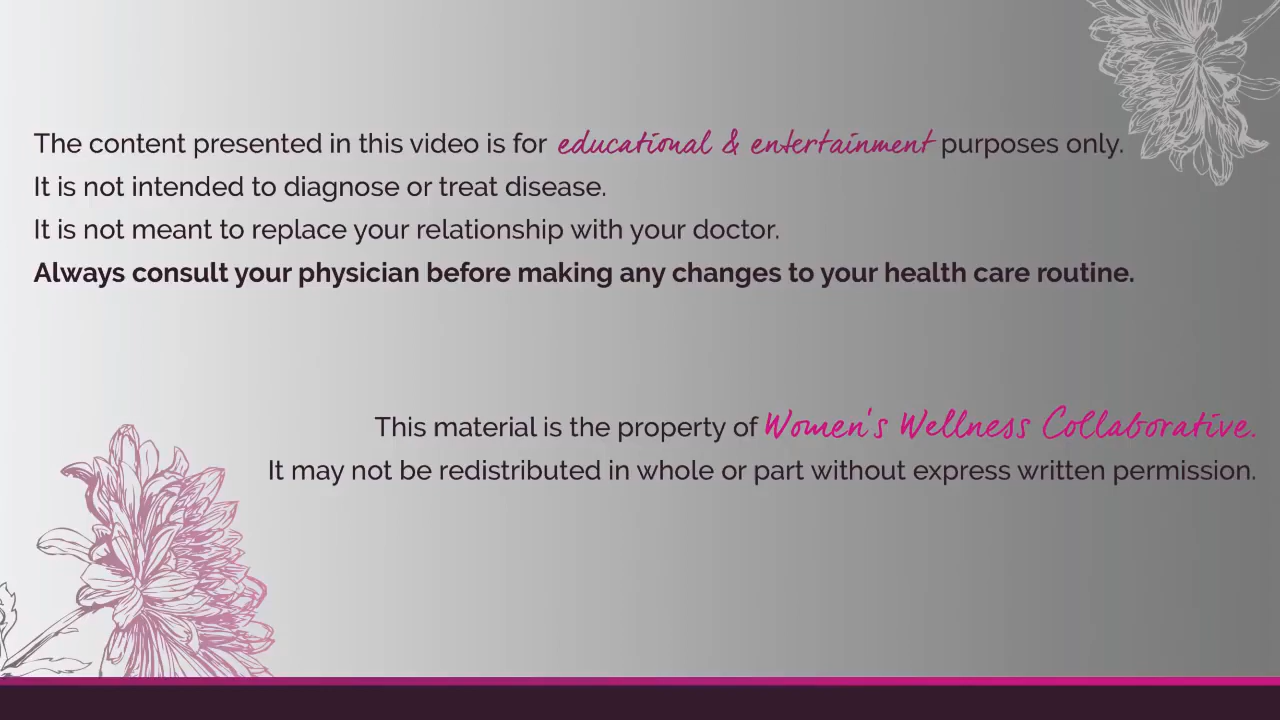 The content presented in this video is for educational & entertainment purposes only.
It is not intended to diagnose or treat disease.
It is not meant to replace your relationship with your doctor.
Always consult your physician before making any changes to your health care routine.
This material is the property of Women's Wellness Collaborative.
It may not be redistributed in whole or part without express written permission.